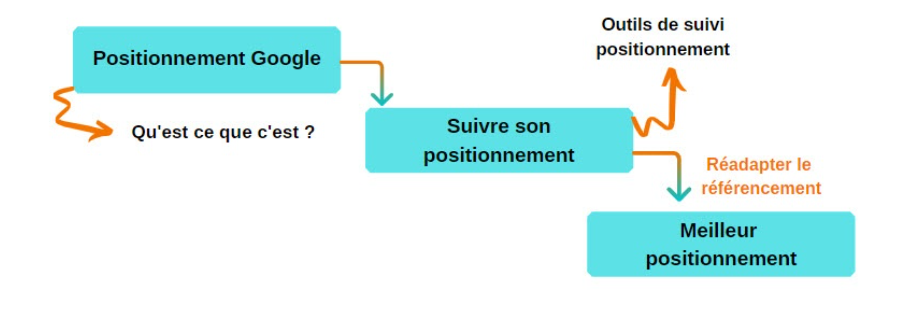 Outils de suivi
positionnement
Positionnement Google
Qu'est ce que c'est ?
Suivre son
positionnement
Réadapter le
référencement
Meilleur
positionnement